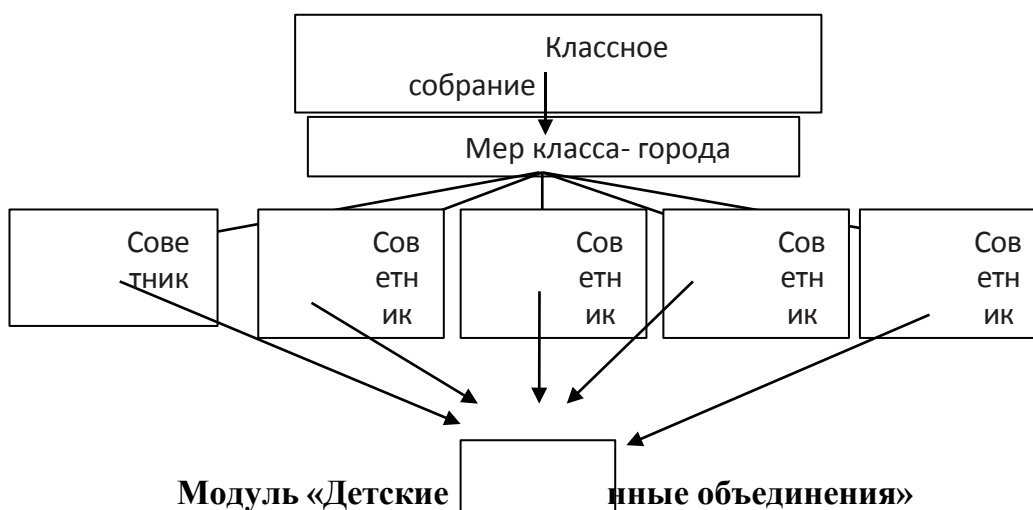 Классное
собрание
Мер класса- города
Сове
тник
Сов
етн
ик
Сов
етн
ик
Сов
етн
ик
Сов
етн
ик
Модуль «Детские нные объединения»